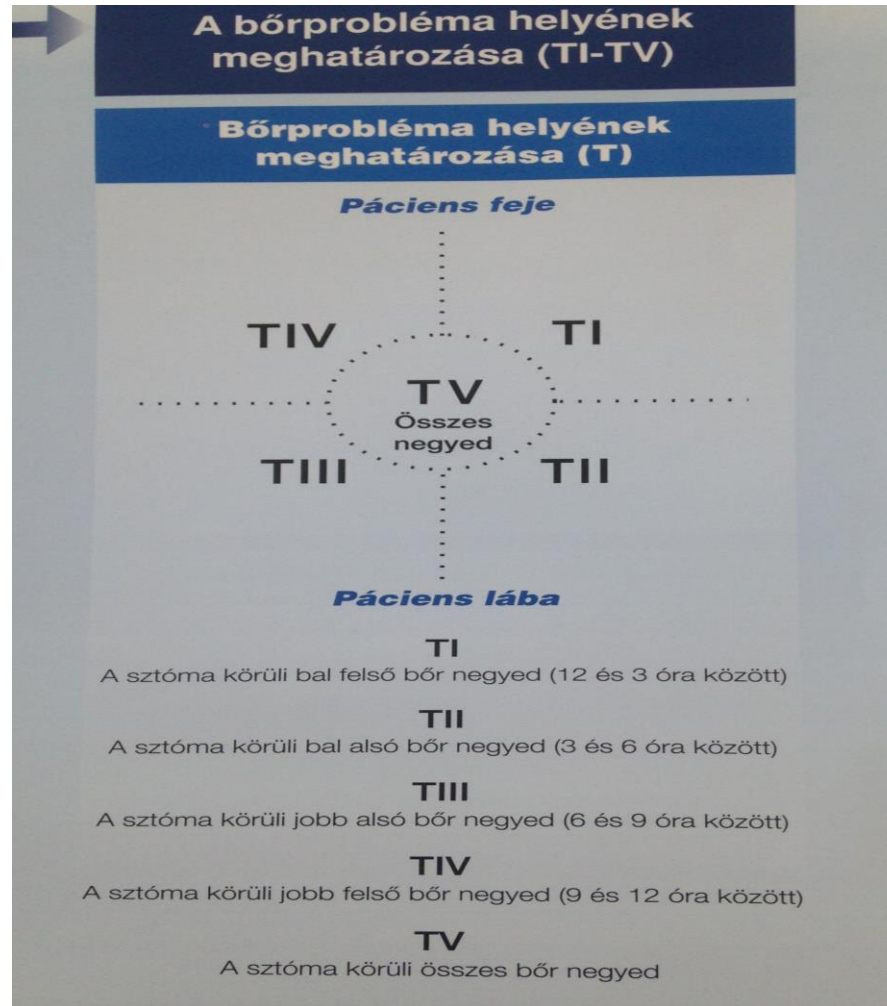 A bőrprobléma helyének
meghatározása (TI-TV)
Bőrprobléma helyének
meghatározása (T)
Páciens feje
TIV
TI
TV
Összes
negyed
TIII
TII
Páciens lába
TI
A sztóma körüli bal felső bőr negyed (12 és 3 óra között)
TII
A sztóma körüli bal alsó bőr negyed (3 és 6 óra között)
TIII
A sztóma körüli jobb alsó bőr negyed (6 és 9 óra között)
TIV
A sztóma körüli jobb felső bőr negyed (9 és 12 óra között)
TV
A sztóma körüli összes bőr negyed